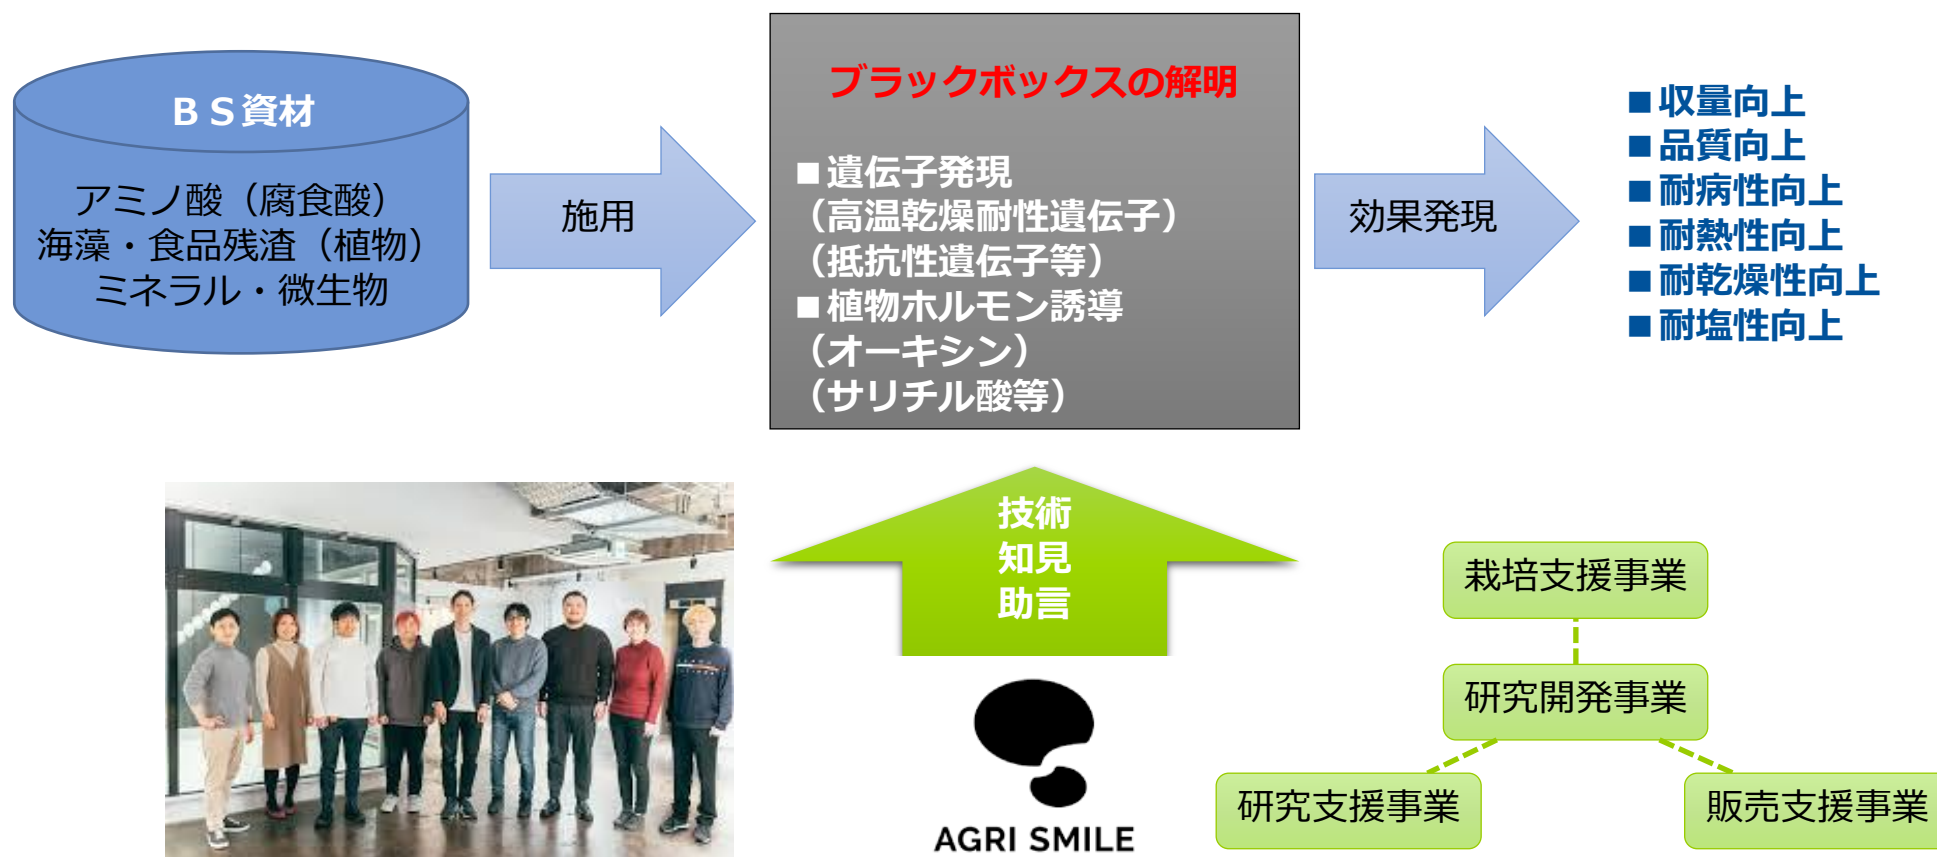 BS資材
アミノ酸（腐食酸）
海藻・食品残渣（植物）
ミネラル・微生物
施用
ブラックボックスの解明
■遺伝子発現
（高温乾燥耐性遺伝子）
（抵抗性遺伝子等）
■植物ホルモン誘導
（オーキシン）
（サリチル酸等）
効果発現
■収量向上
■品質向上
■耐病性向上
■耐熱性向上
■耐乾燥性向上
■耐塩性向上
技術
知見
助言
AGRI SMILE
栽培支援事業
研究開発事業
研究支援事業
販売支援事業